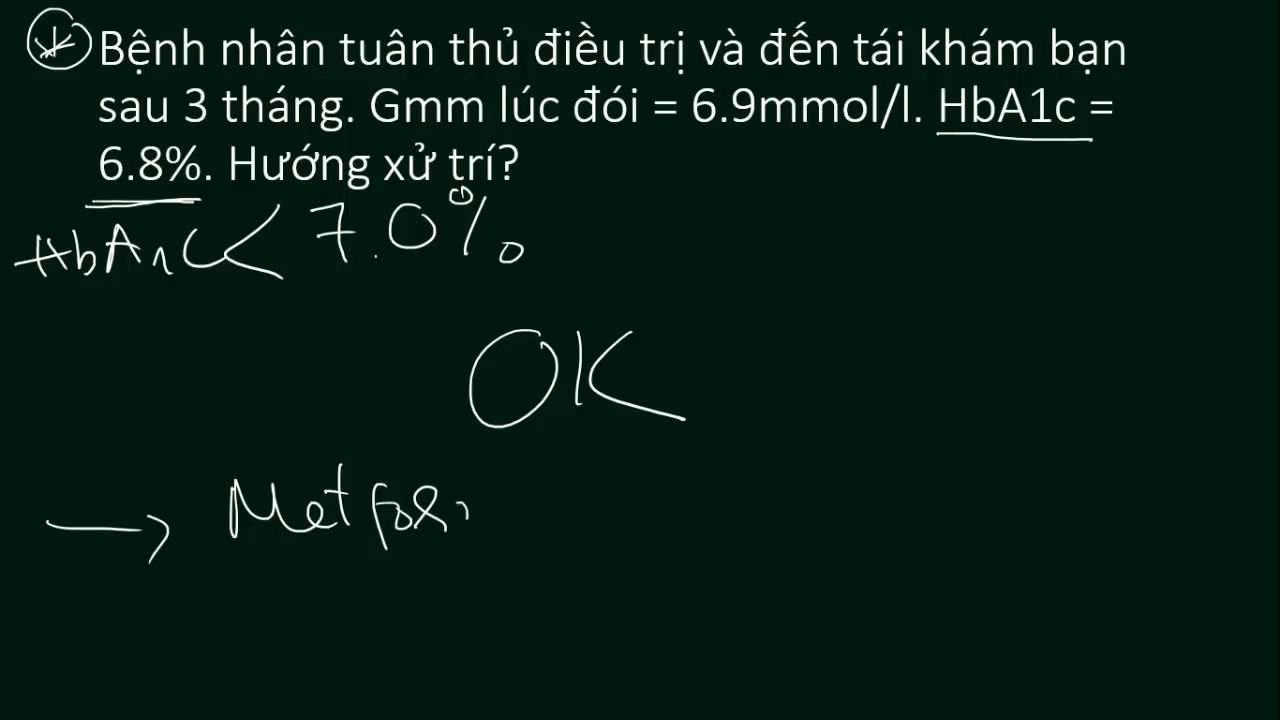 Bệnh nhân tuân thủ điều trị và đến tái khám bạn
sau 3 tháng. Gmm lúc đói = 6.9mmol/l. HbA1c =
6.8%. Hướng xử trí?
HbA1C < 7.0%
OK
→ Metfor